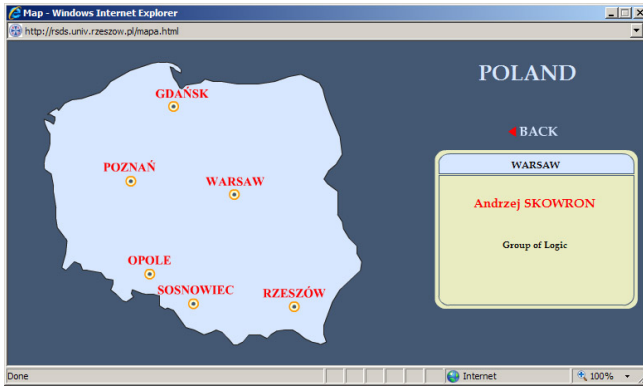 Map - Windows Internet Explorer
http://rsds.univ.rzeszow.pl/mapa.html
POLAND
GDAŃSK
BACK
POZNAŃ
WARSAW
WARSAW
Andrzej SKOWRON
Group of Logic
OPOLE
SOSNOWIEC
RZESZÓW
Done
Internet
100%